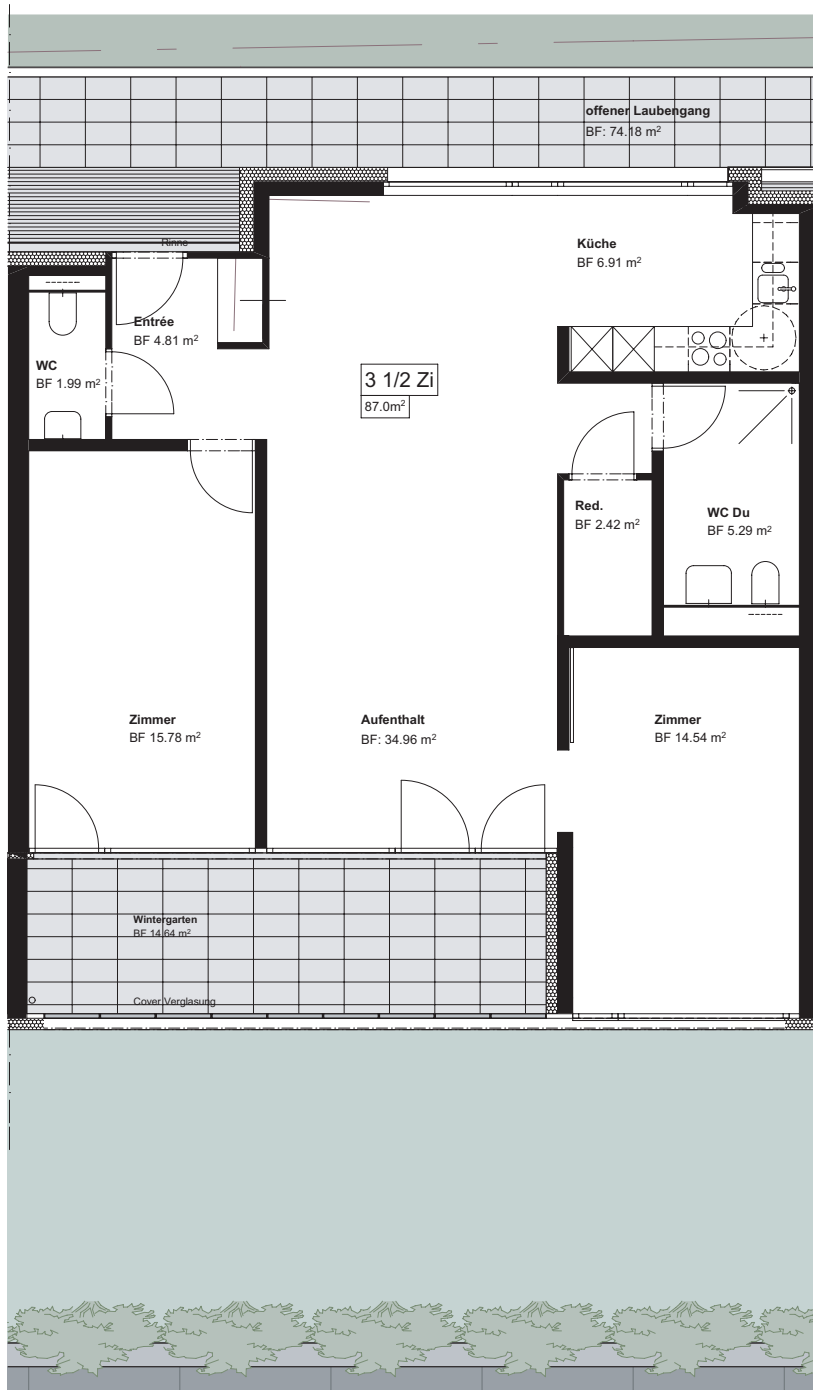 offener Laubengang
BF: 74.18 m²
Rinne
Küche
BF 6.91 m²
Entrée
BF 4.81 m²
WC
BF 1.99 m²
3 1/2 Zi
87.0m²
Red.
BF 2.42 m²
WC Du
BF 5.29 m²
Zimmer
BF 15.78 m²
Aufenthalt
BF: 34.96 m²
Zimmer
BF 14.54 m²
Wintergarten
BF 14.64 m²
Cover Verglasung